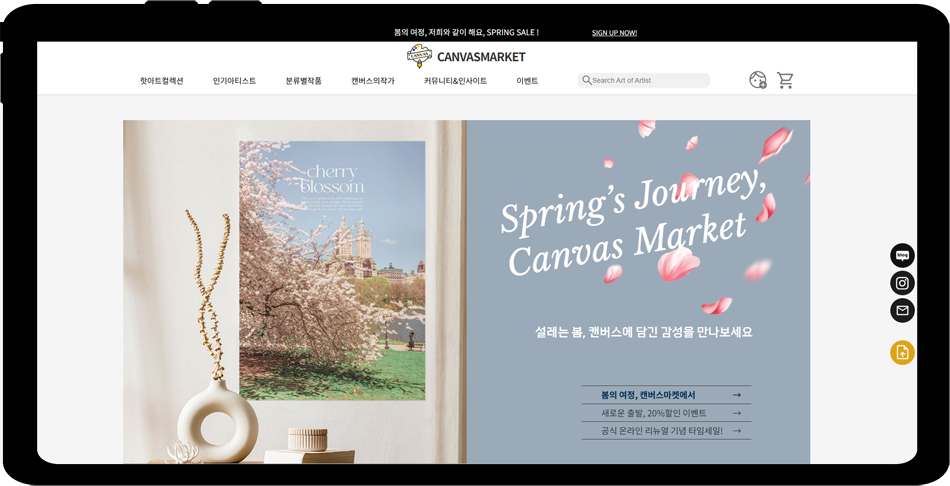 봄의 여정, 저희와 같이 해요, SPRING SALE !
SIGN UP NOW!
CANVAS
CANVASMARKET
핫아트컬렉션
인기아티스트
분류별작품
캔버스의작가
커뮤니티&인사이트
이벤트
Search Art of Artist
cherry
blossom
Spring's Journey,
Canvas Market
설레는 봄, 캔버스에 담긴 감성을 만나보세요
blog
봄의 여정, 캔버스마켓에서 →
새로운 출발, 20%할인 이벤트 →
공식 온라인 리뉴얼 기념 타임세일! →